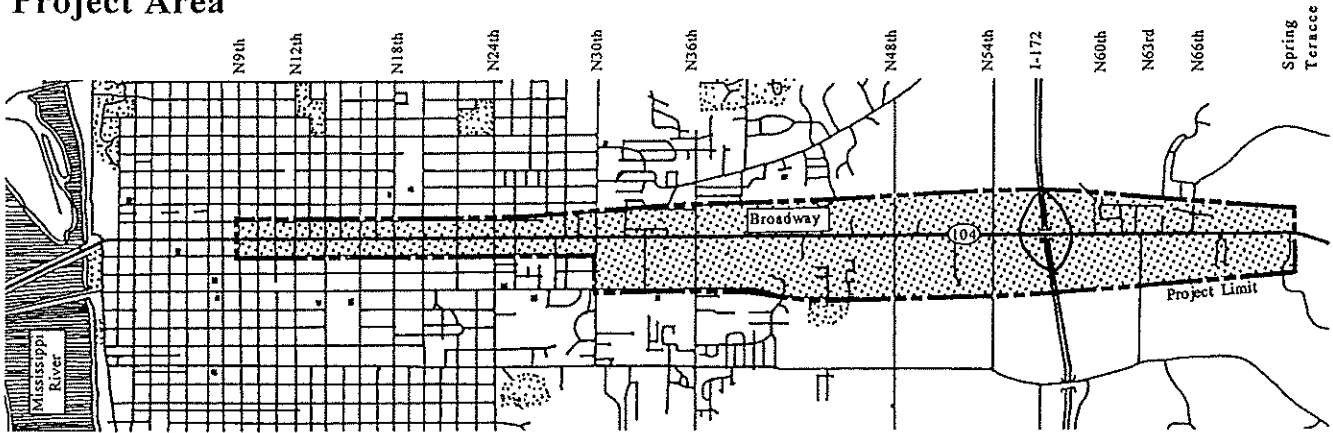 Project Area
N9th
N12th
N18th
N24th
N30th
N36th
N48th
N54th
I-172
N60th
N63rd
N66th
Spring
Teracce
Broadway
104
Project Limit
Mississippi
River